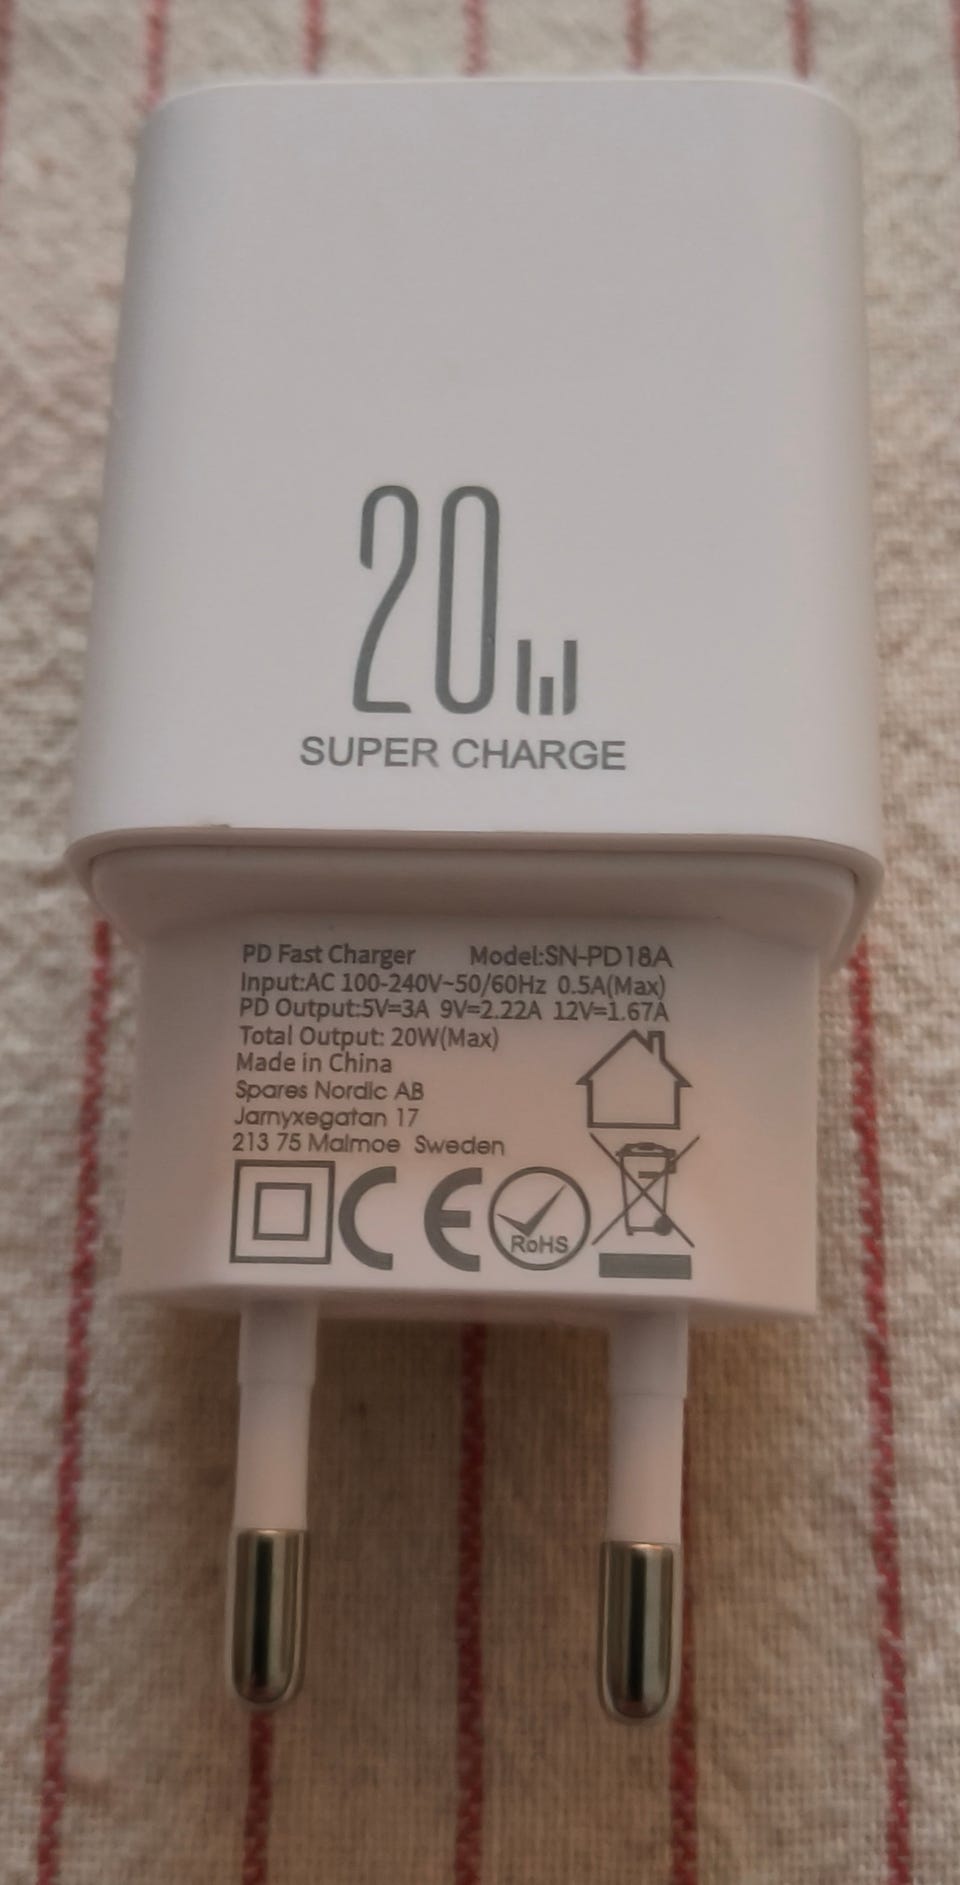 20W
SUPER CHARGE
PD Fast Charger Model:SN-PD18A
Input:AC 100-240V~50/60Hz 0.5A(Max)
PD Output:5V=3A 9V=2.22A 12V=1.67A
Total Output: 20W(Max)
Made in China
Spares Nordic AB
Jarnyxegatan 17
213 75 Malmoe Sweden
CE
RoHS